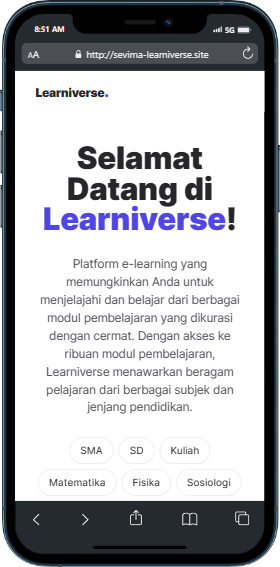 8:51 AM 5G
AA http://sevima-learniverse.site
Learniverse.
Selamat
Datang di
Learniverse!
Platform e-learning yang
memungkinkan Anda untuk
menjelajahi dan belajar dari berbagai
modul pembelajaran yang dikurasi
dengan cermat. Dengan akses ke
ribuan modul pembelajaran,
Learniverse menawarkan beragam
pelajaran dari berbagai subjek dan
jenjang pendidikan.
SMA SD Kuliah
Matematika Fisika Sosiologi